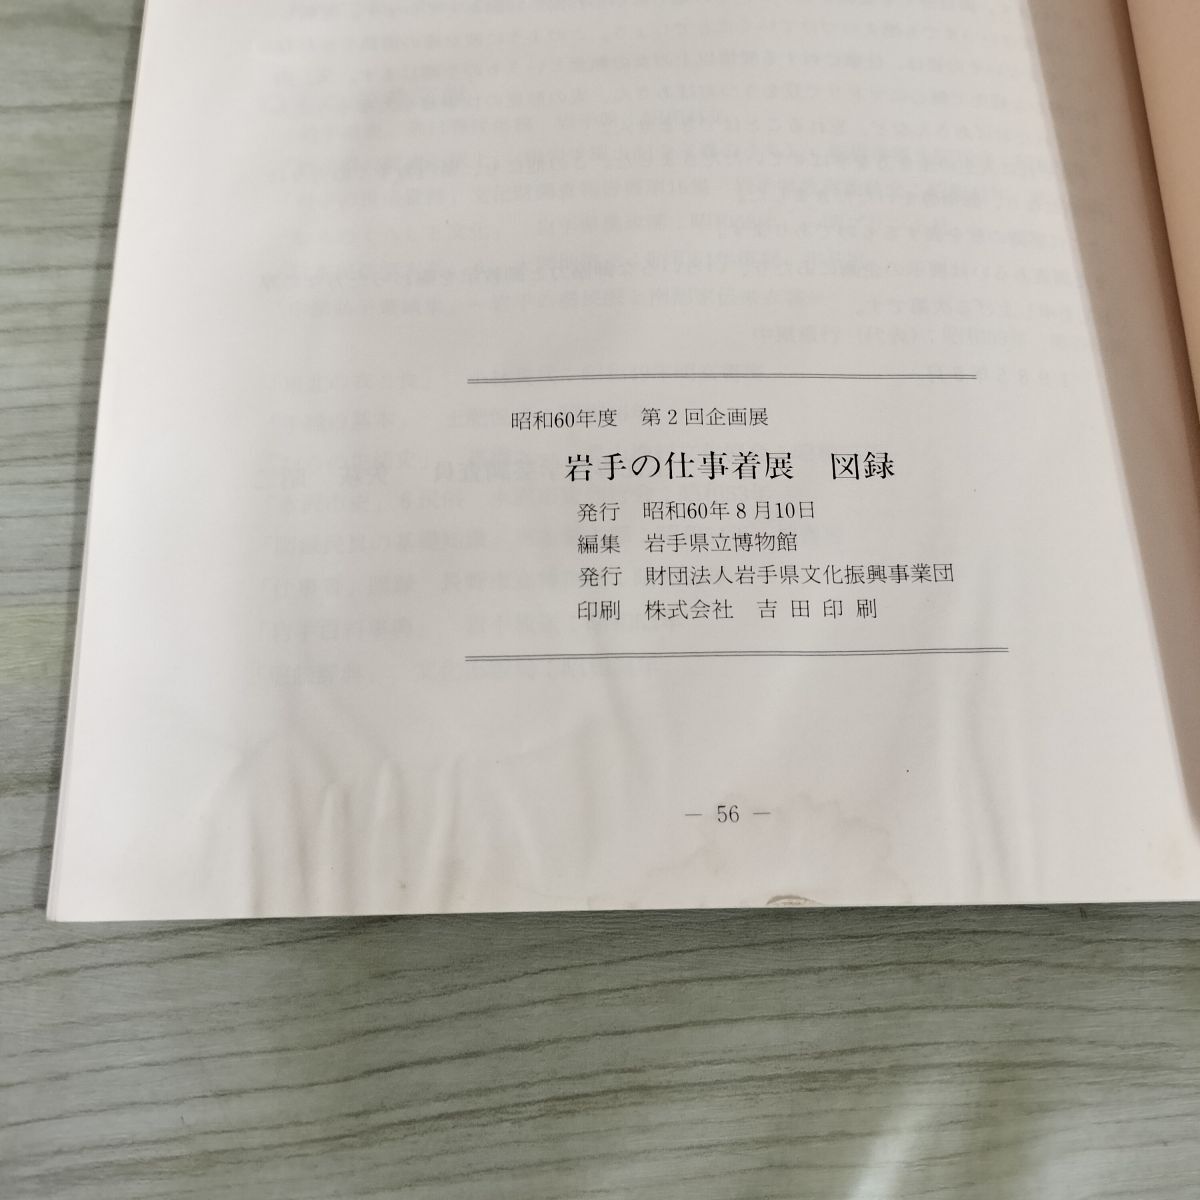 昭和60年度　第2回企画展
岩手の仕事着展　図録
発行　昭和60年8月10日
編集　岩手県立博物館
発行　財団法人岩手県文化振興事業団
印刷　株式会社　吉田印刷
― 56 ―